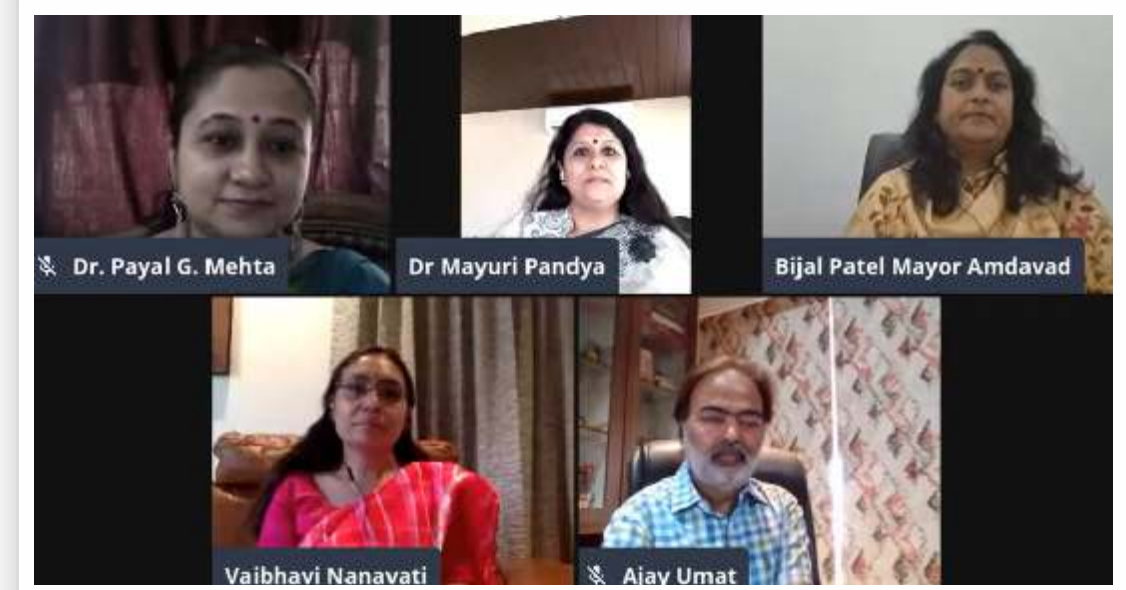 Dr. Payal G. Mehta
Dr Mayuri Pandya
Bijal Patel Mayor Amdavad
Vaibhavi Nanavati
Ajay Umat